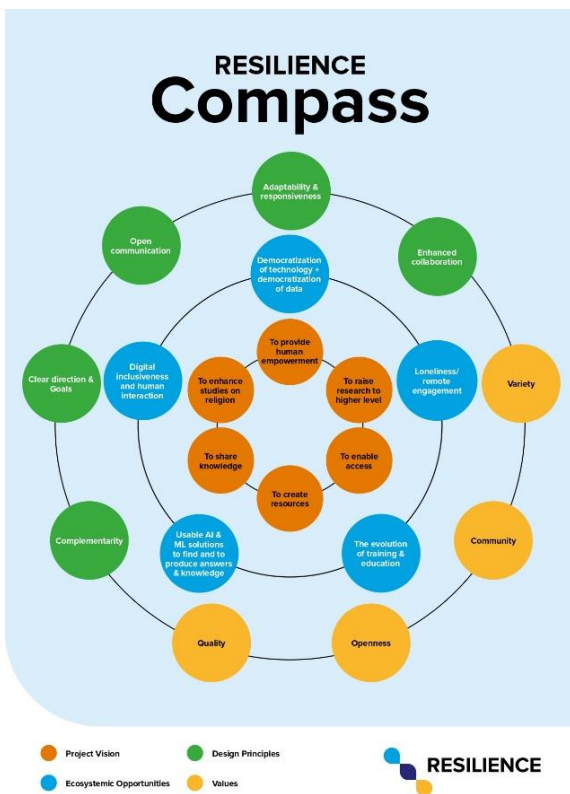 RESILIENCE
Compass
Adaptability &
responsiveness
Open
communication
Enhanced
collaboration
Democratization
of technology +
democratization
of data
To provide
human
empowerment
Clear direction &
Goals
Digital
inclusiveness
and human
interaction
To enhance
studies on
religion
To raise
research to
higher level
Loneliness/
remote
engagement
Variety
To share
knowledge
To enable
access
To create
resources
Complementarity
Usable AI &
ML solutions
to find and to
produce answers
& knowledge
The evolution
of training &
education
Community
Quality
Openness
Project Vision
Design Principles
Ecosystemic Opportunities
Values
RESILIENCE